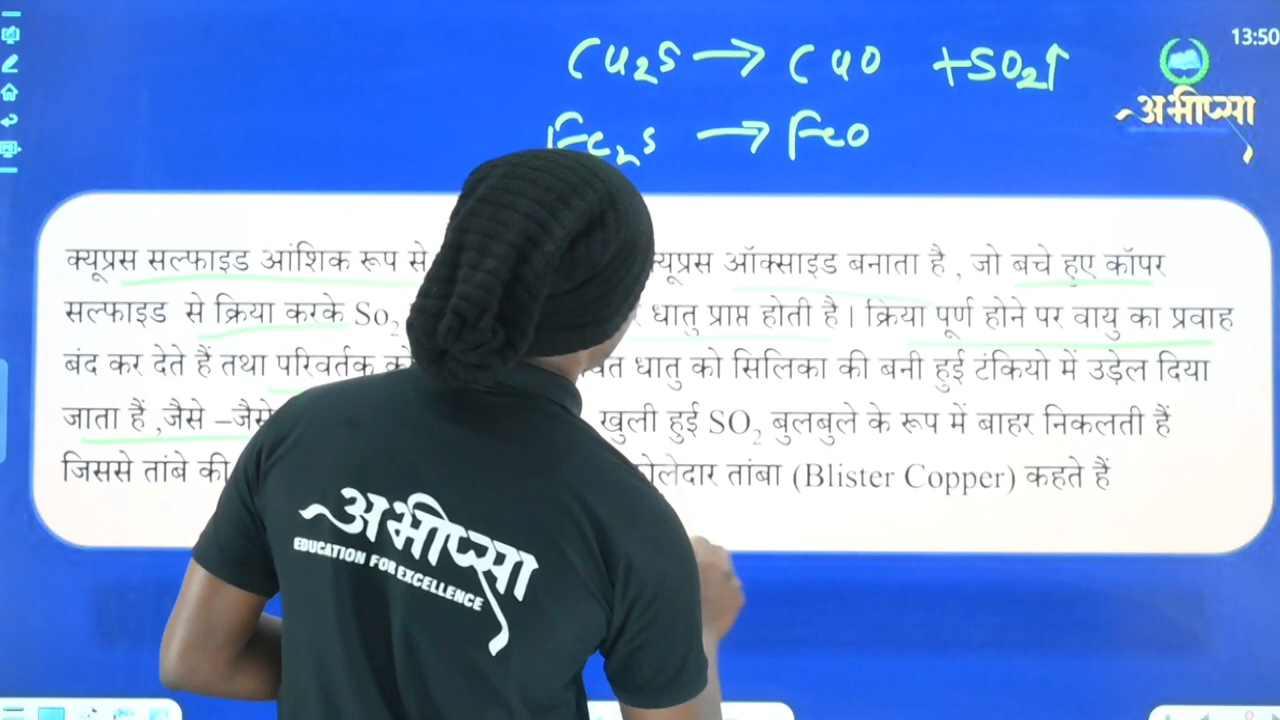 Cu₂S → CuO + SO₂↑
13:50
अभीप्सा
Fe₂S → FeO
क्यूप्रस सल्फाइड आंशिक रूप से क्यूप्रस ऑक्साइड बनाता है , जो बचे हुए कॉपर
सल्फाइड से क्रिया करके So₂ धातु प्राप्त होती है । क्रिया पूर्ण होने पर वायु का प्रवाह
बंद कर देते हैं तथा परिवर्तक धातु को सिलिका की बनी हुई टंकियो में उड़ेल दिया
जाता हैं ,जैसे –जैसे खुली हुई SO₂ बुलबुले के रूप में बाहर निकलती हैं
जिससे तांबे की तांबा (Blister Copper) कहते हैं
अभीप्सा
EDUCATION FOR EXCELLENCE